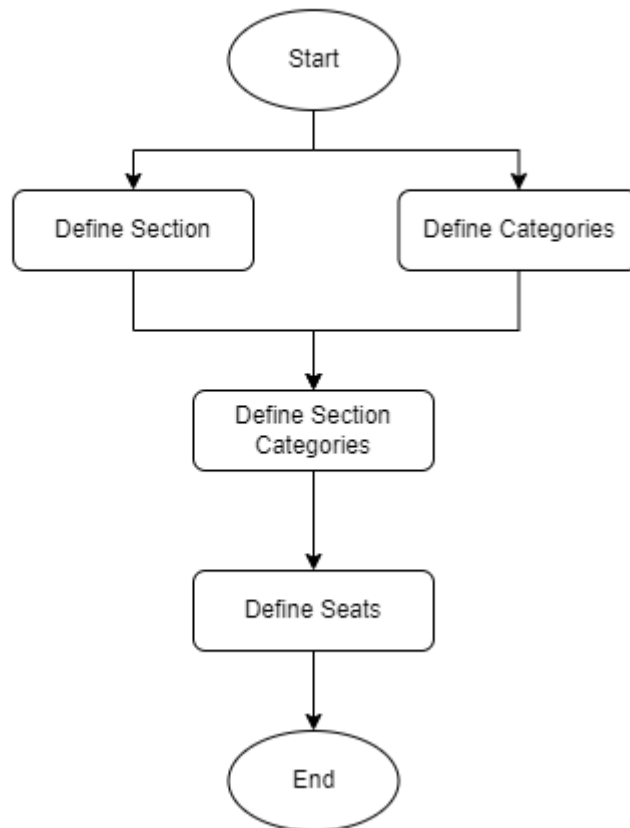 Start
Define Section
Define Categories
Define Section
Categories
Define Seats
End